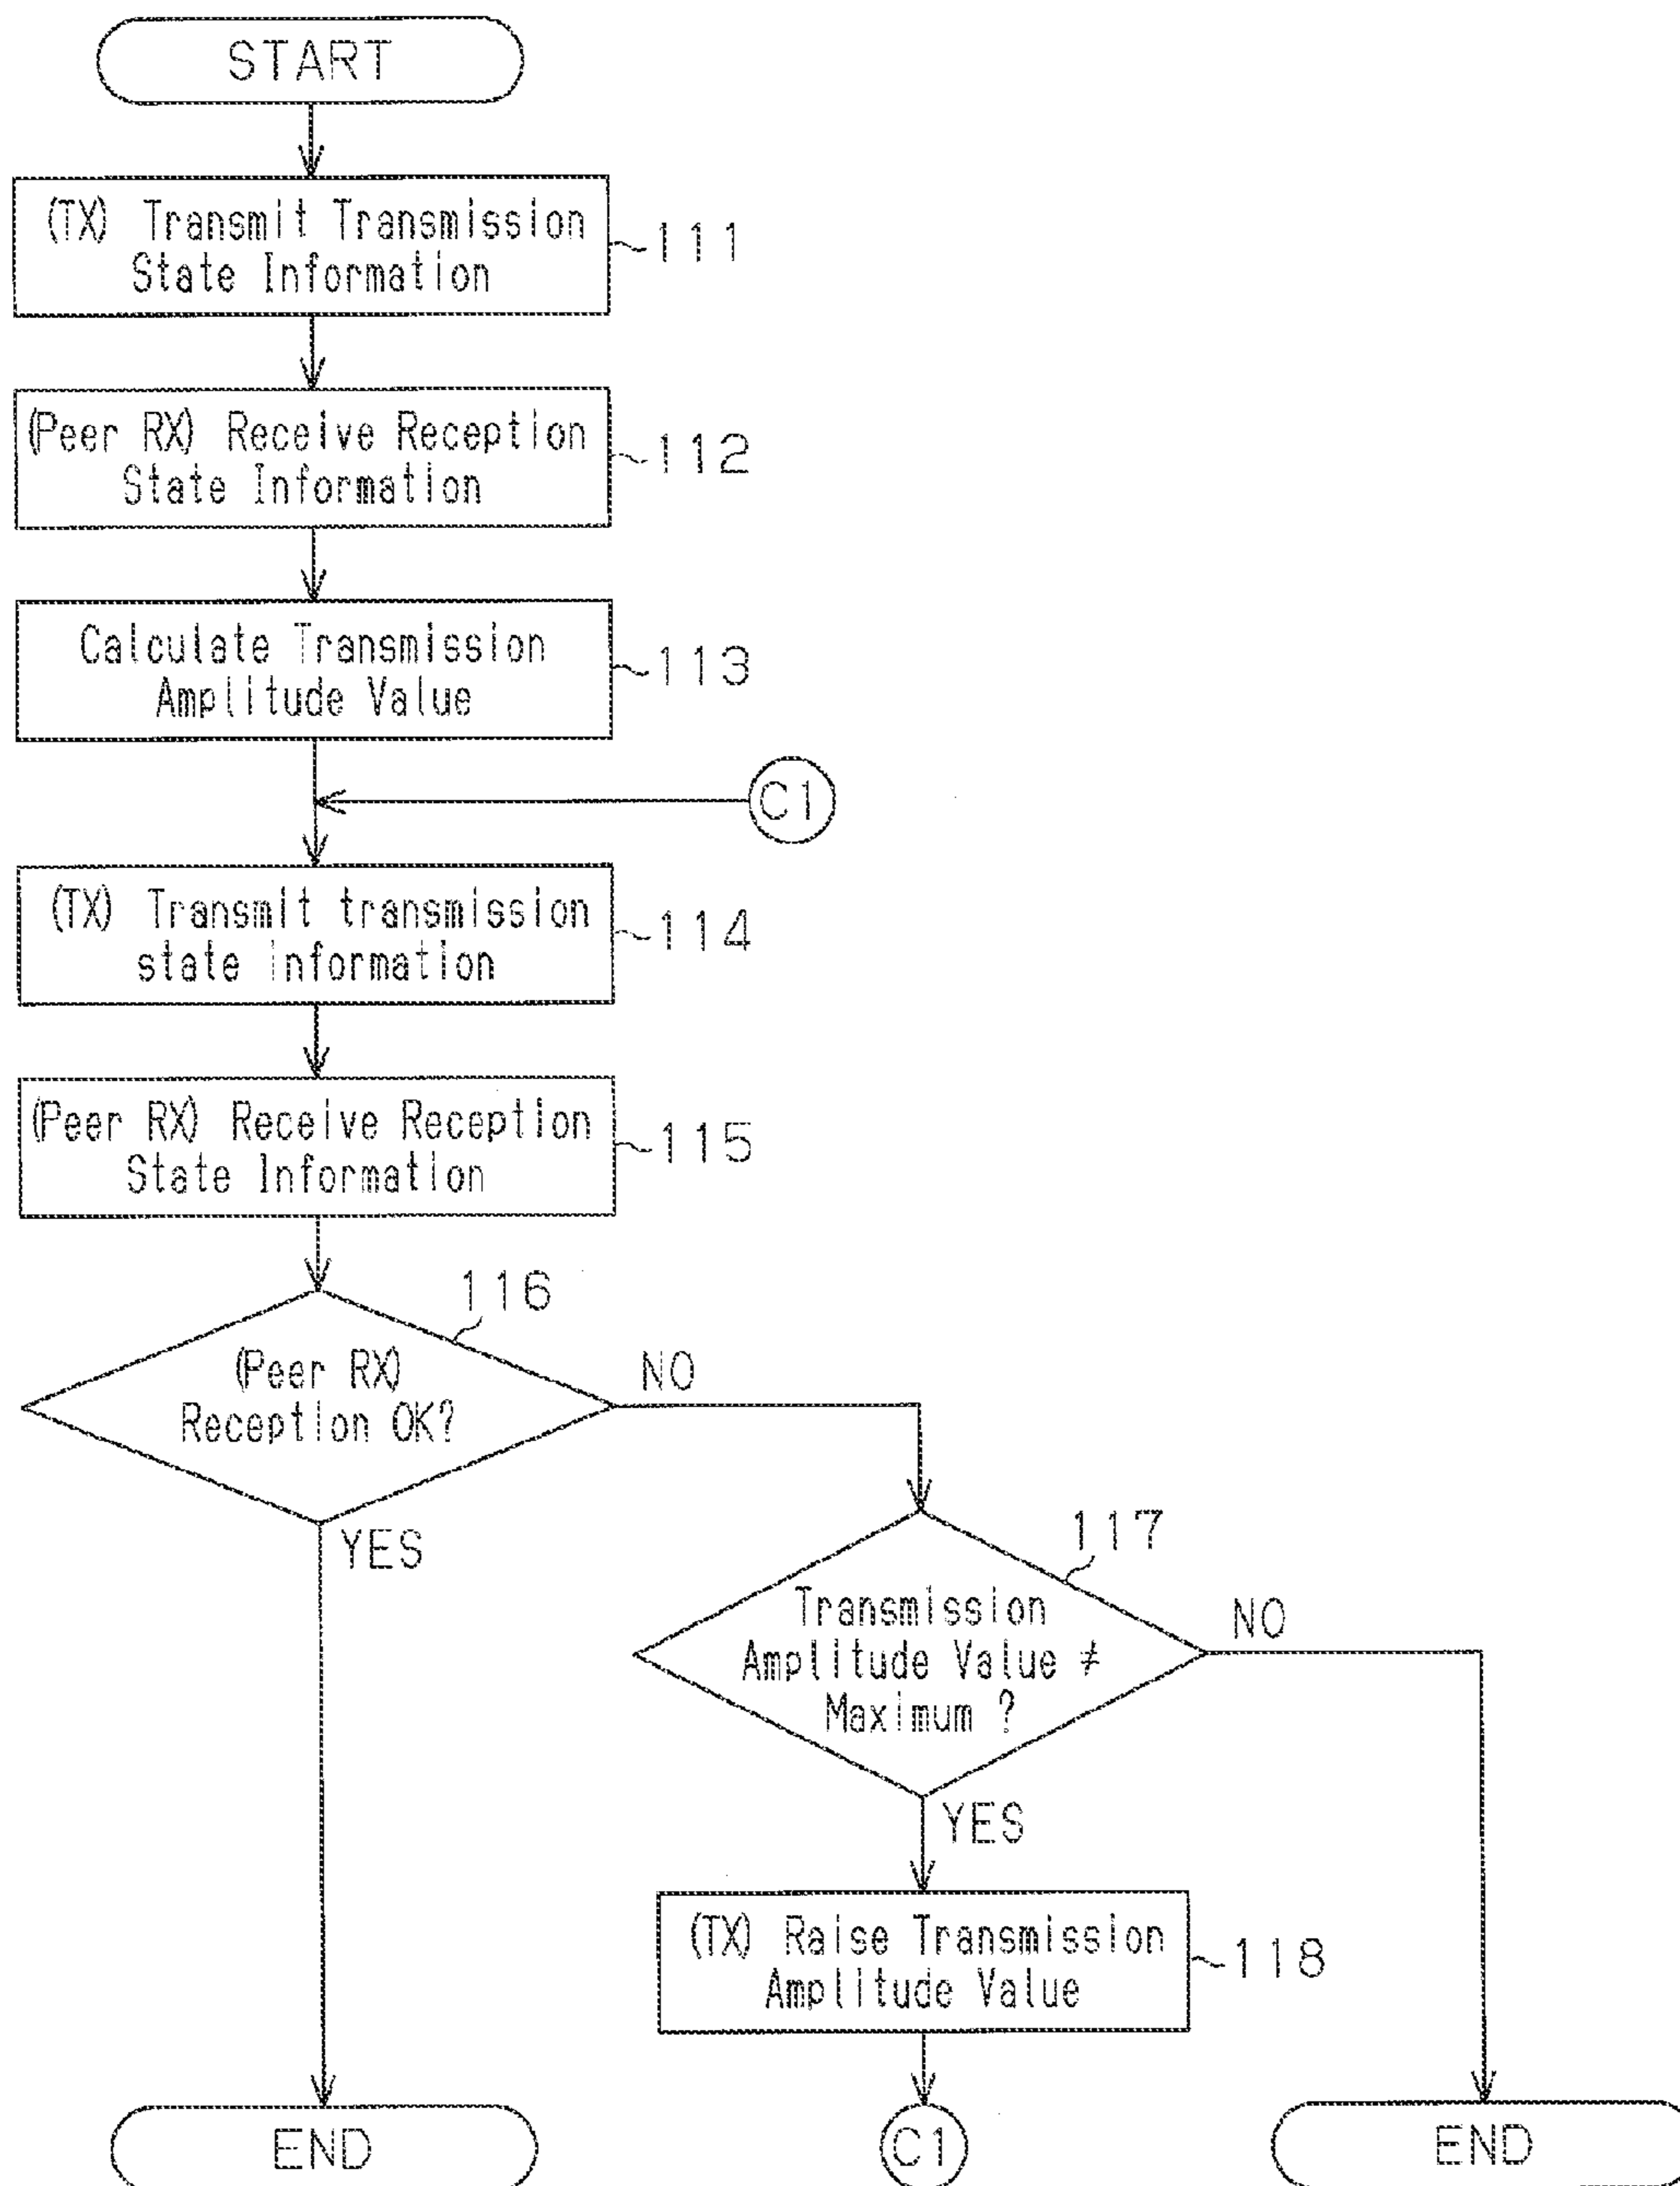 START
(TX) Transmit Transmission
State Information
111
(Peer RX) Receive Reception
State Information
112
Calculate Transmission
Amplitude Value
113
C1
(TX) Transmit transmission
state information
114
(Peer RX) Receive Reception
State Information
115
116
(Peer RX)
Reception OK?
NO
YES
117
Transmission
Amplitude Value ≠
Maximum ?
NO
YES
(TX) Raise Transmission
Amplitude Value
118
END
C1
END